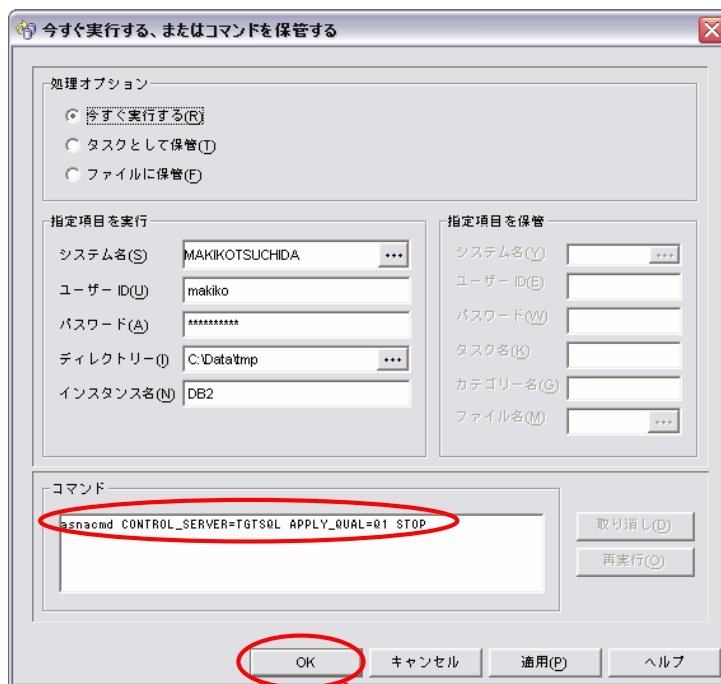 今すぐ実行する、またはコマンドを保管する
処理オプション
今すぐ実行する(R)
タスクとして保管(T)
ファイルに保管(F)
指定項目を実行
システム名(S) MAKIKOTSUCHIDA
ユーザー ID(U) makiko
パスワード(A) **********
ディレクトリー(I) C:\Data\tmp
インスタンス名(N) DB2
指定項目を保管
システム名(Y)
ユーザー ID(E)
パスワード(W)
タスク名(K)
カテゴリー名(G)
ファイル名(M)
コマンド
asnacmd CONTROL_SERVER=TGTSQL APPLY_QUAL=Q1 STOP
取り消し(D)
再実行(O)
OK キャンセル 適用(P) ヘルプ